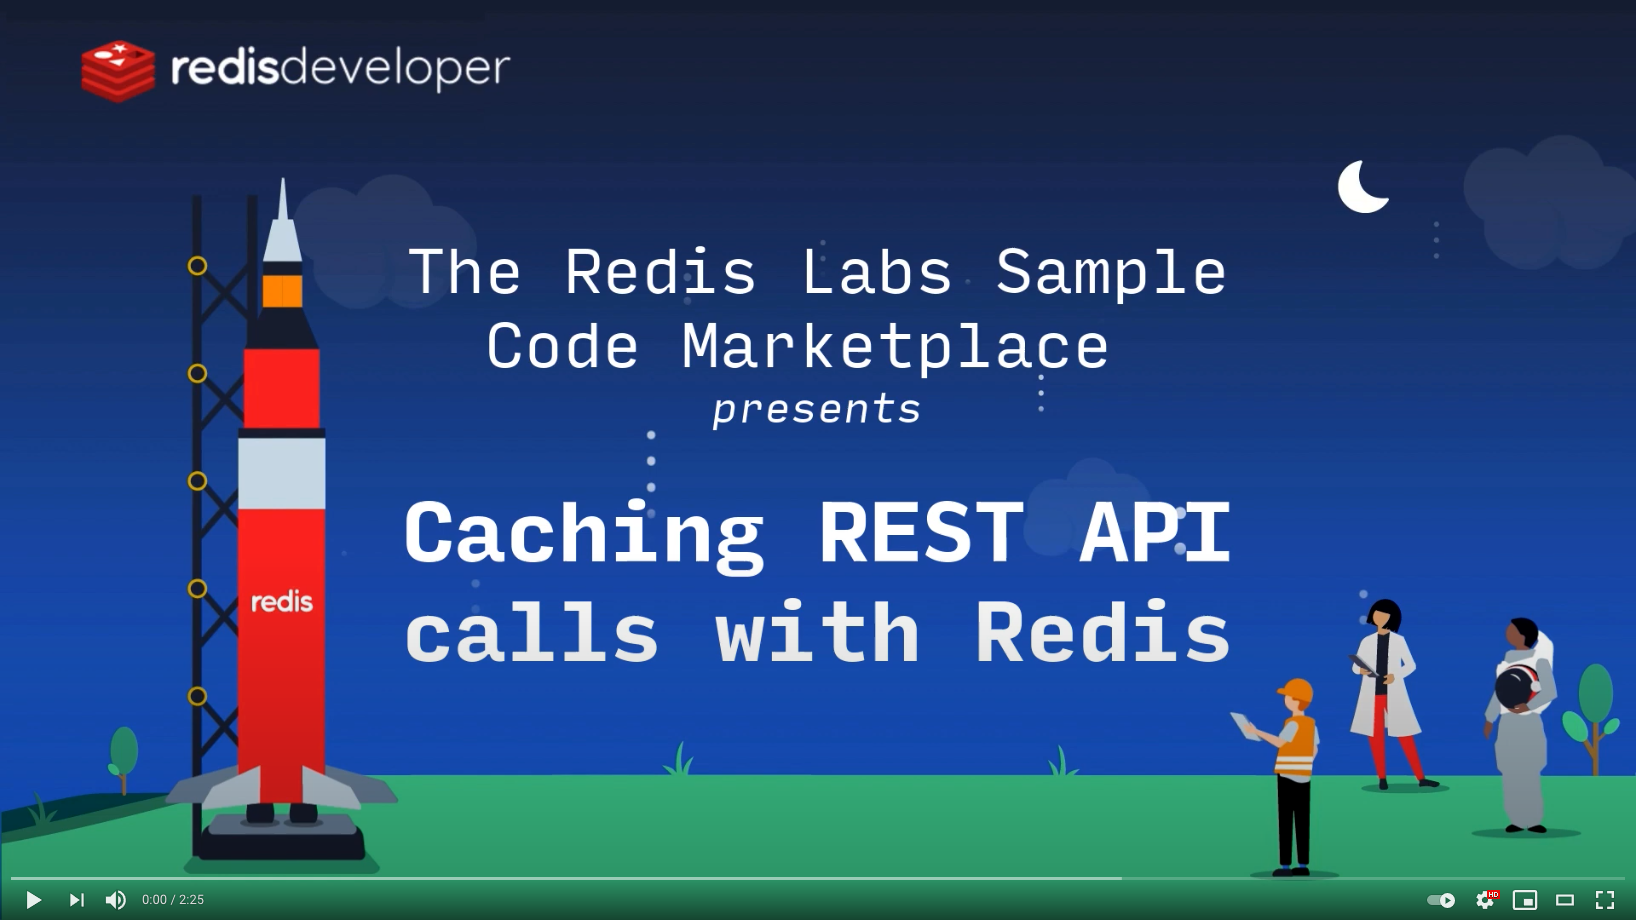 redisdeveloper
The Redis Labs Sample
Code Marketplace
presents
Caching REST API
calls with Redis
redis
0:00 / 2:25
HD